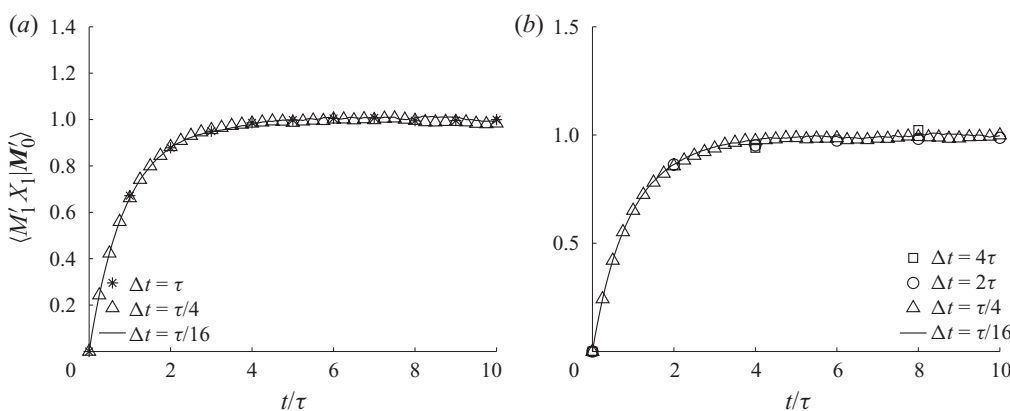 (a)
1.4
1.2
1.0
0.8
0.6
0.4
0.2
0
2
4
6
8
10
t/τ
⟨M′₁X₁|M′₀⟩
Δt = τ
Δt = τ/4
Δt = τ/16
(b)
1.5
1.0
0.5
0
2
4
6
8
10
t/τ
Δt = 4τ
Δt = 2τ
Δt = τ/4
Δt = τ/16